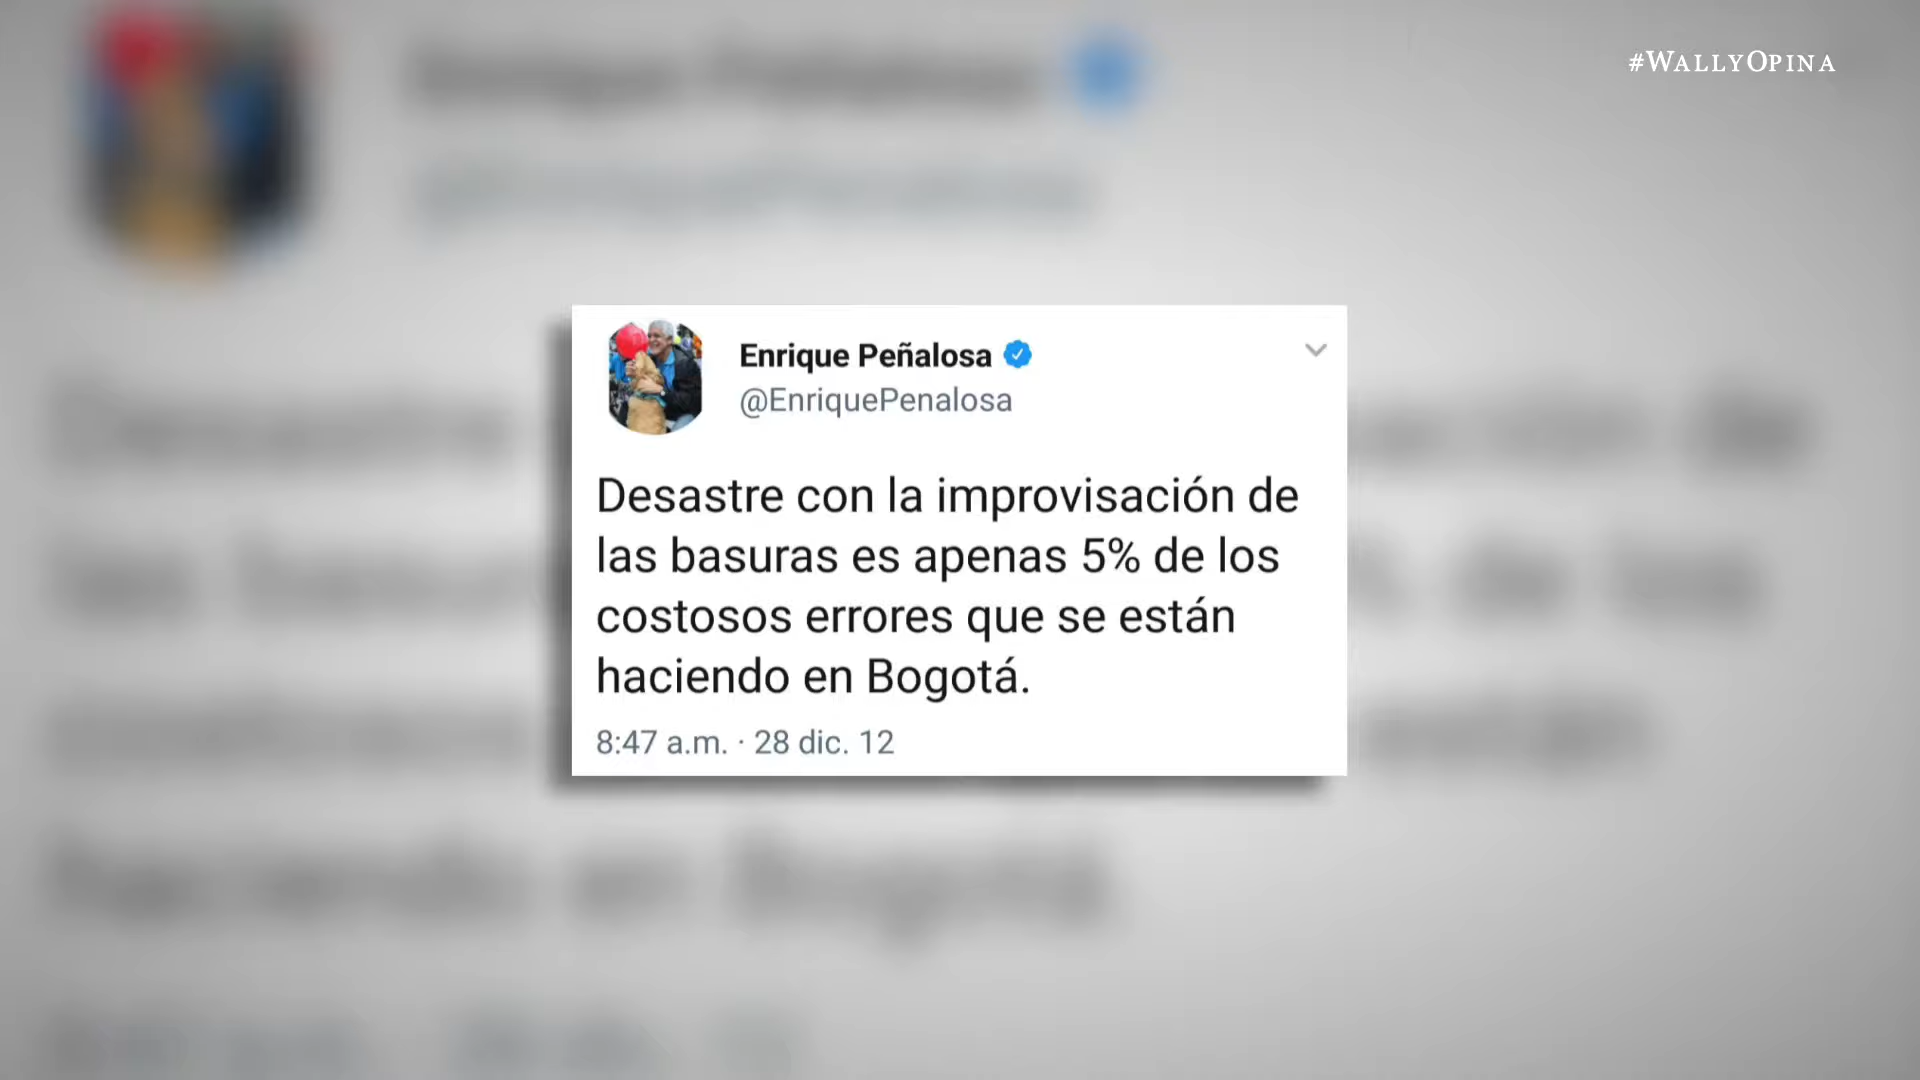 #WALLYOPINA
Enrique Peñalosa
@EnriquePenalosa
Desastre con la improvisación de
las basuras es apenas 5% de los
costosos errores que se están
haciendo en Bogotá.
8:47 a.m. · 28 dic. 12